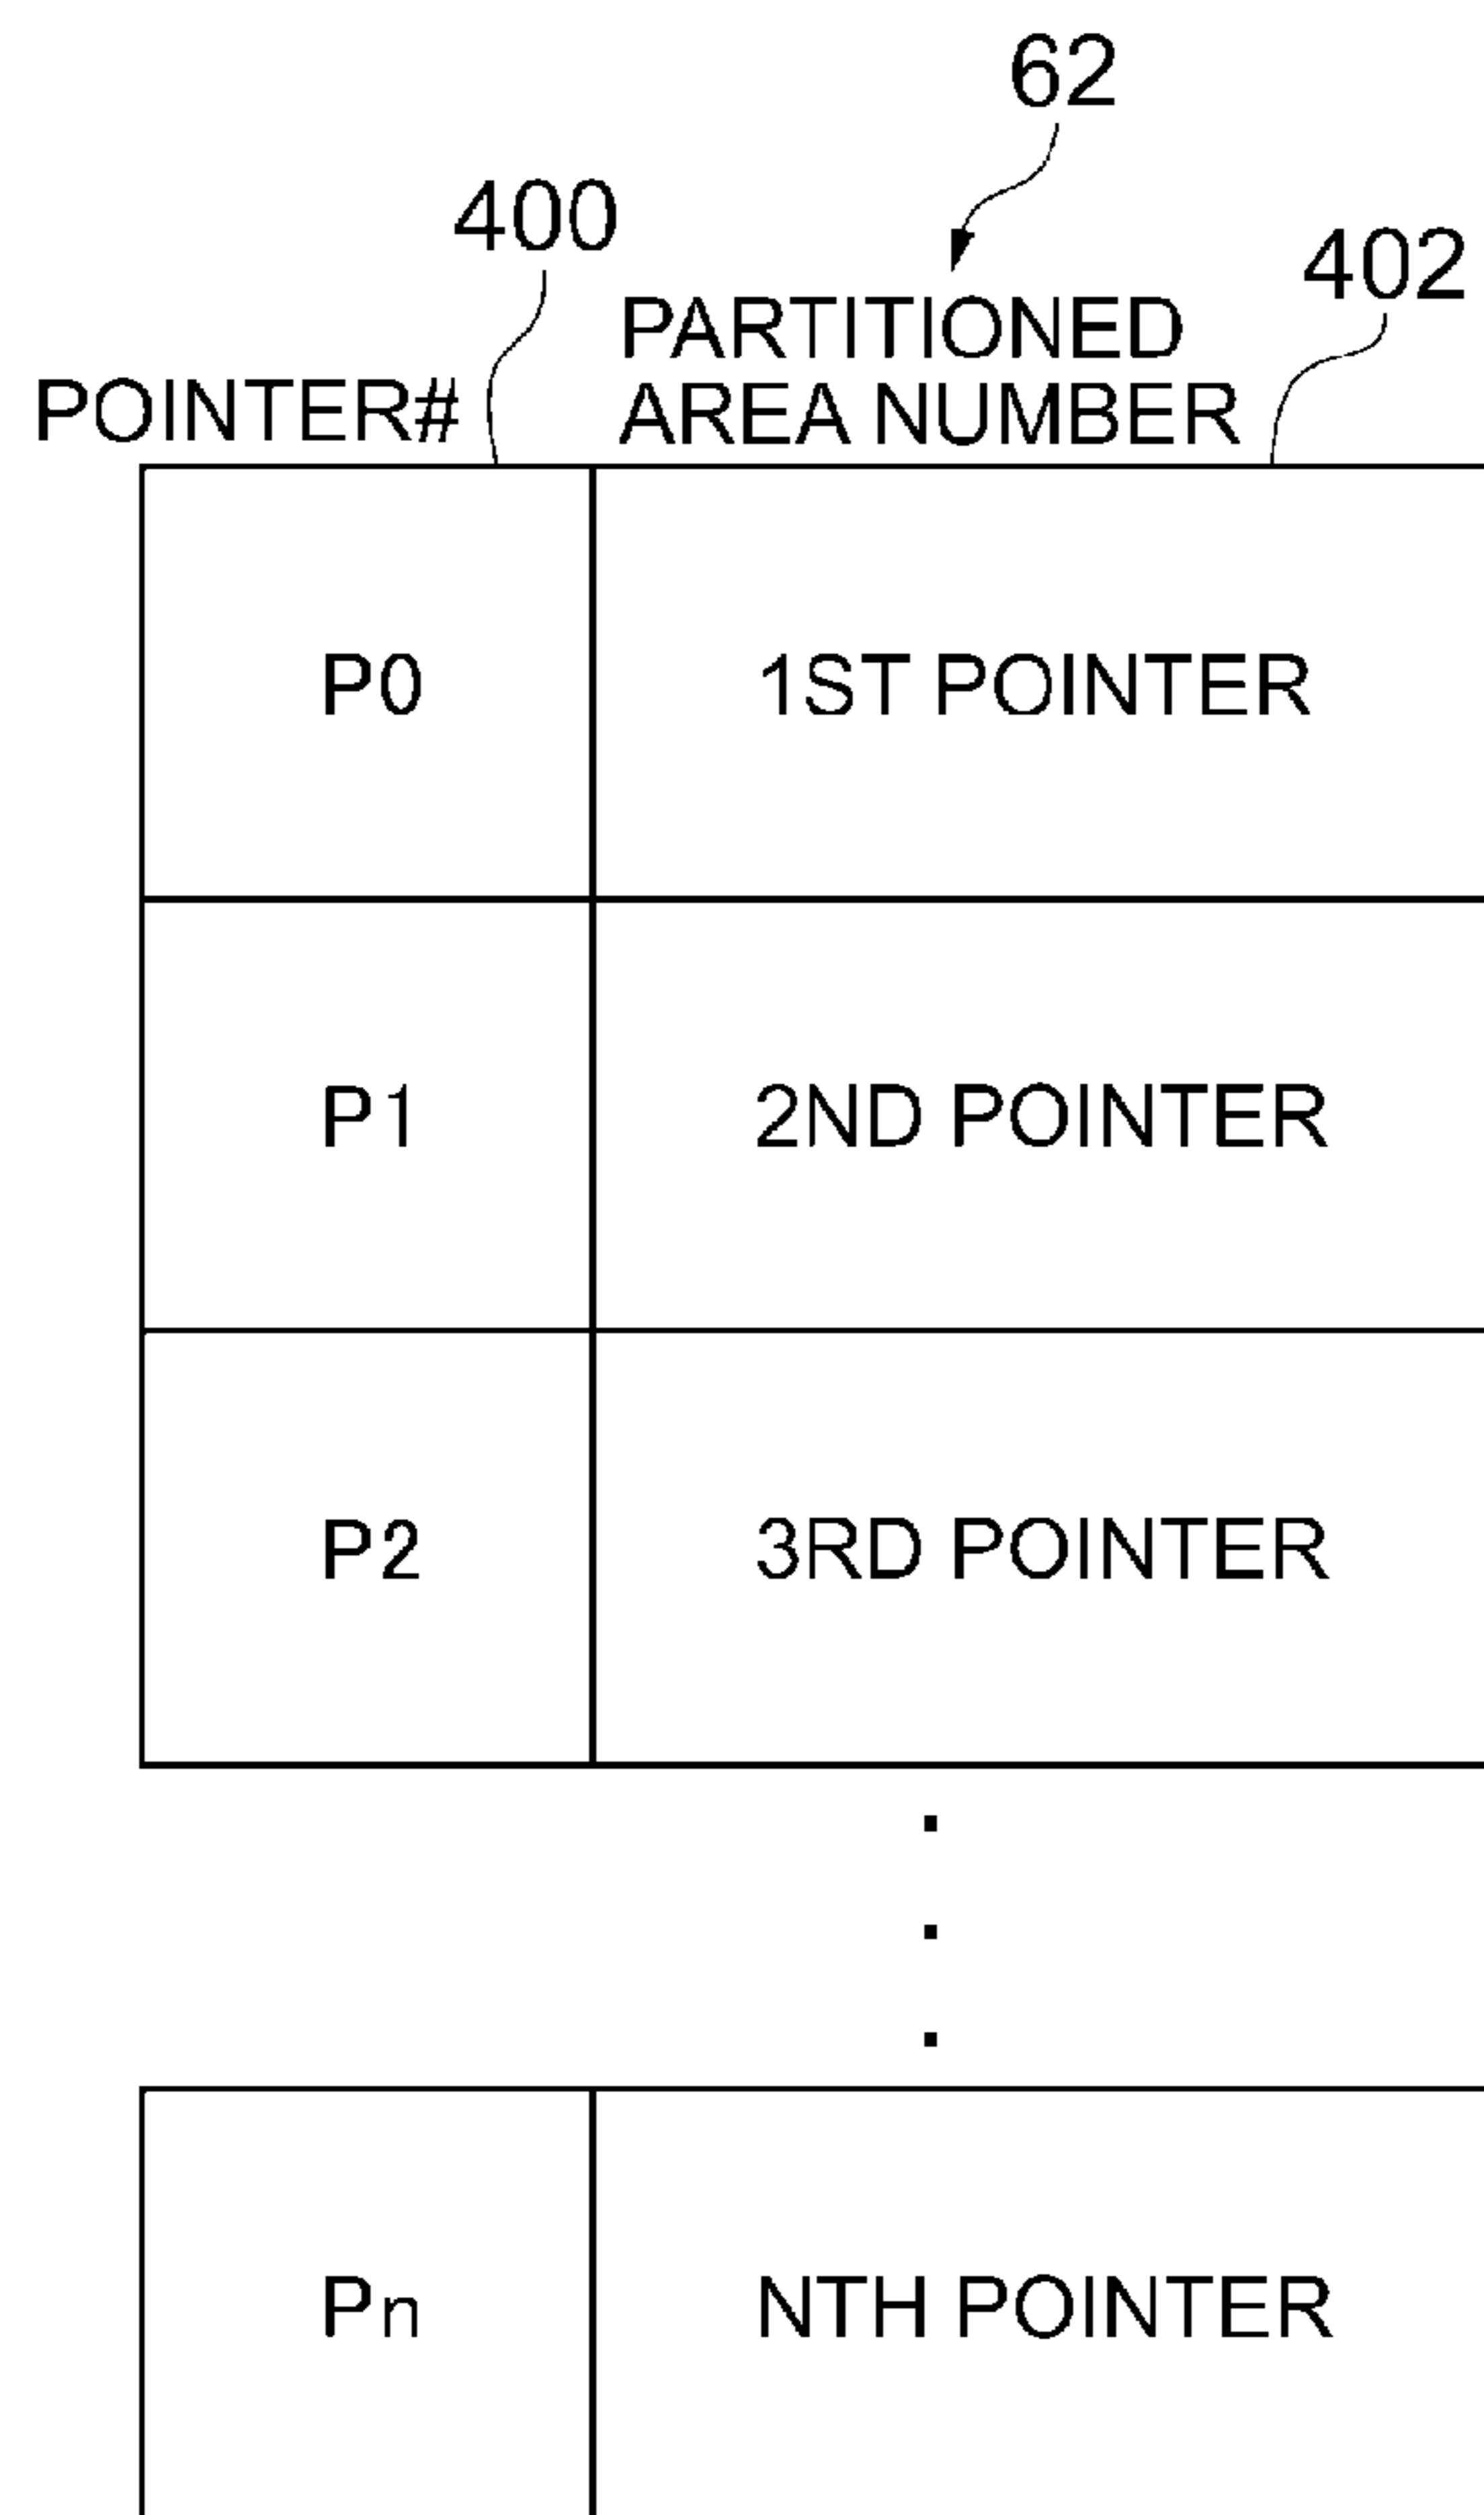 62
400
402
PARTITIONED
POINTER#
AREA NUMBER
P0
1ST POINTER
P1
2ND POINTER
P2
3RD POINTER
Pn
NTH POINTER